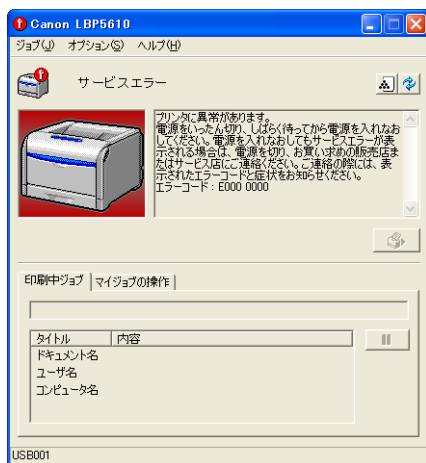 Canon LBP5610
ジョブ(J) オプション(S) ヘルプ(H)
サービスエラー
プリンタに異常があります。
電源をいったん切り、しばらく待ってから電源を入れなお
してください。電源を入れなおしてもサービスエラーが表
示される場合は、電源を切り、お買い求めの販売店ま
たはサービス店にご連絡ください。ご連絡の際には、表
示されたエラーコードと症状をお知らせください。
エラーコード : E000 0000
印刷中ジョブ マイジョブの操作
タイトル 内容
ドキュメント名
ユーザ名
コンピュータ名
USB001